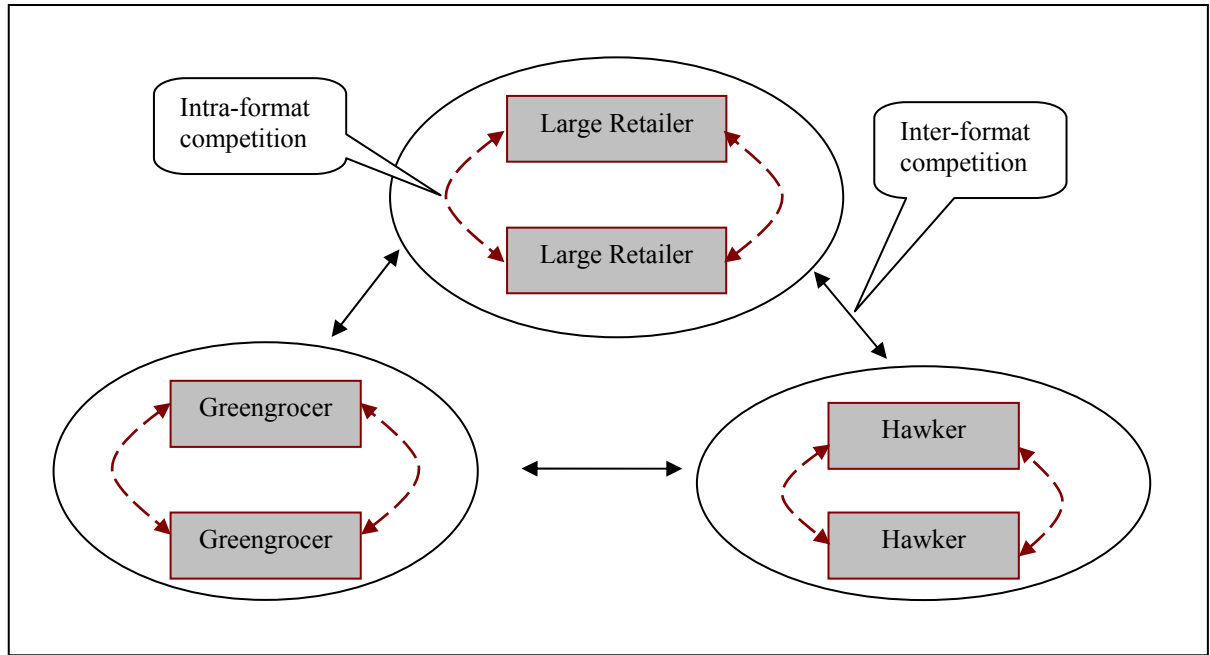 Intra-format
competition
Large Retailer
Inter-format
competition
Large Retailer
Greengrocer
Hawker
Greengrocer
Hawker